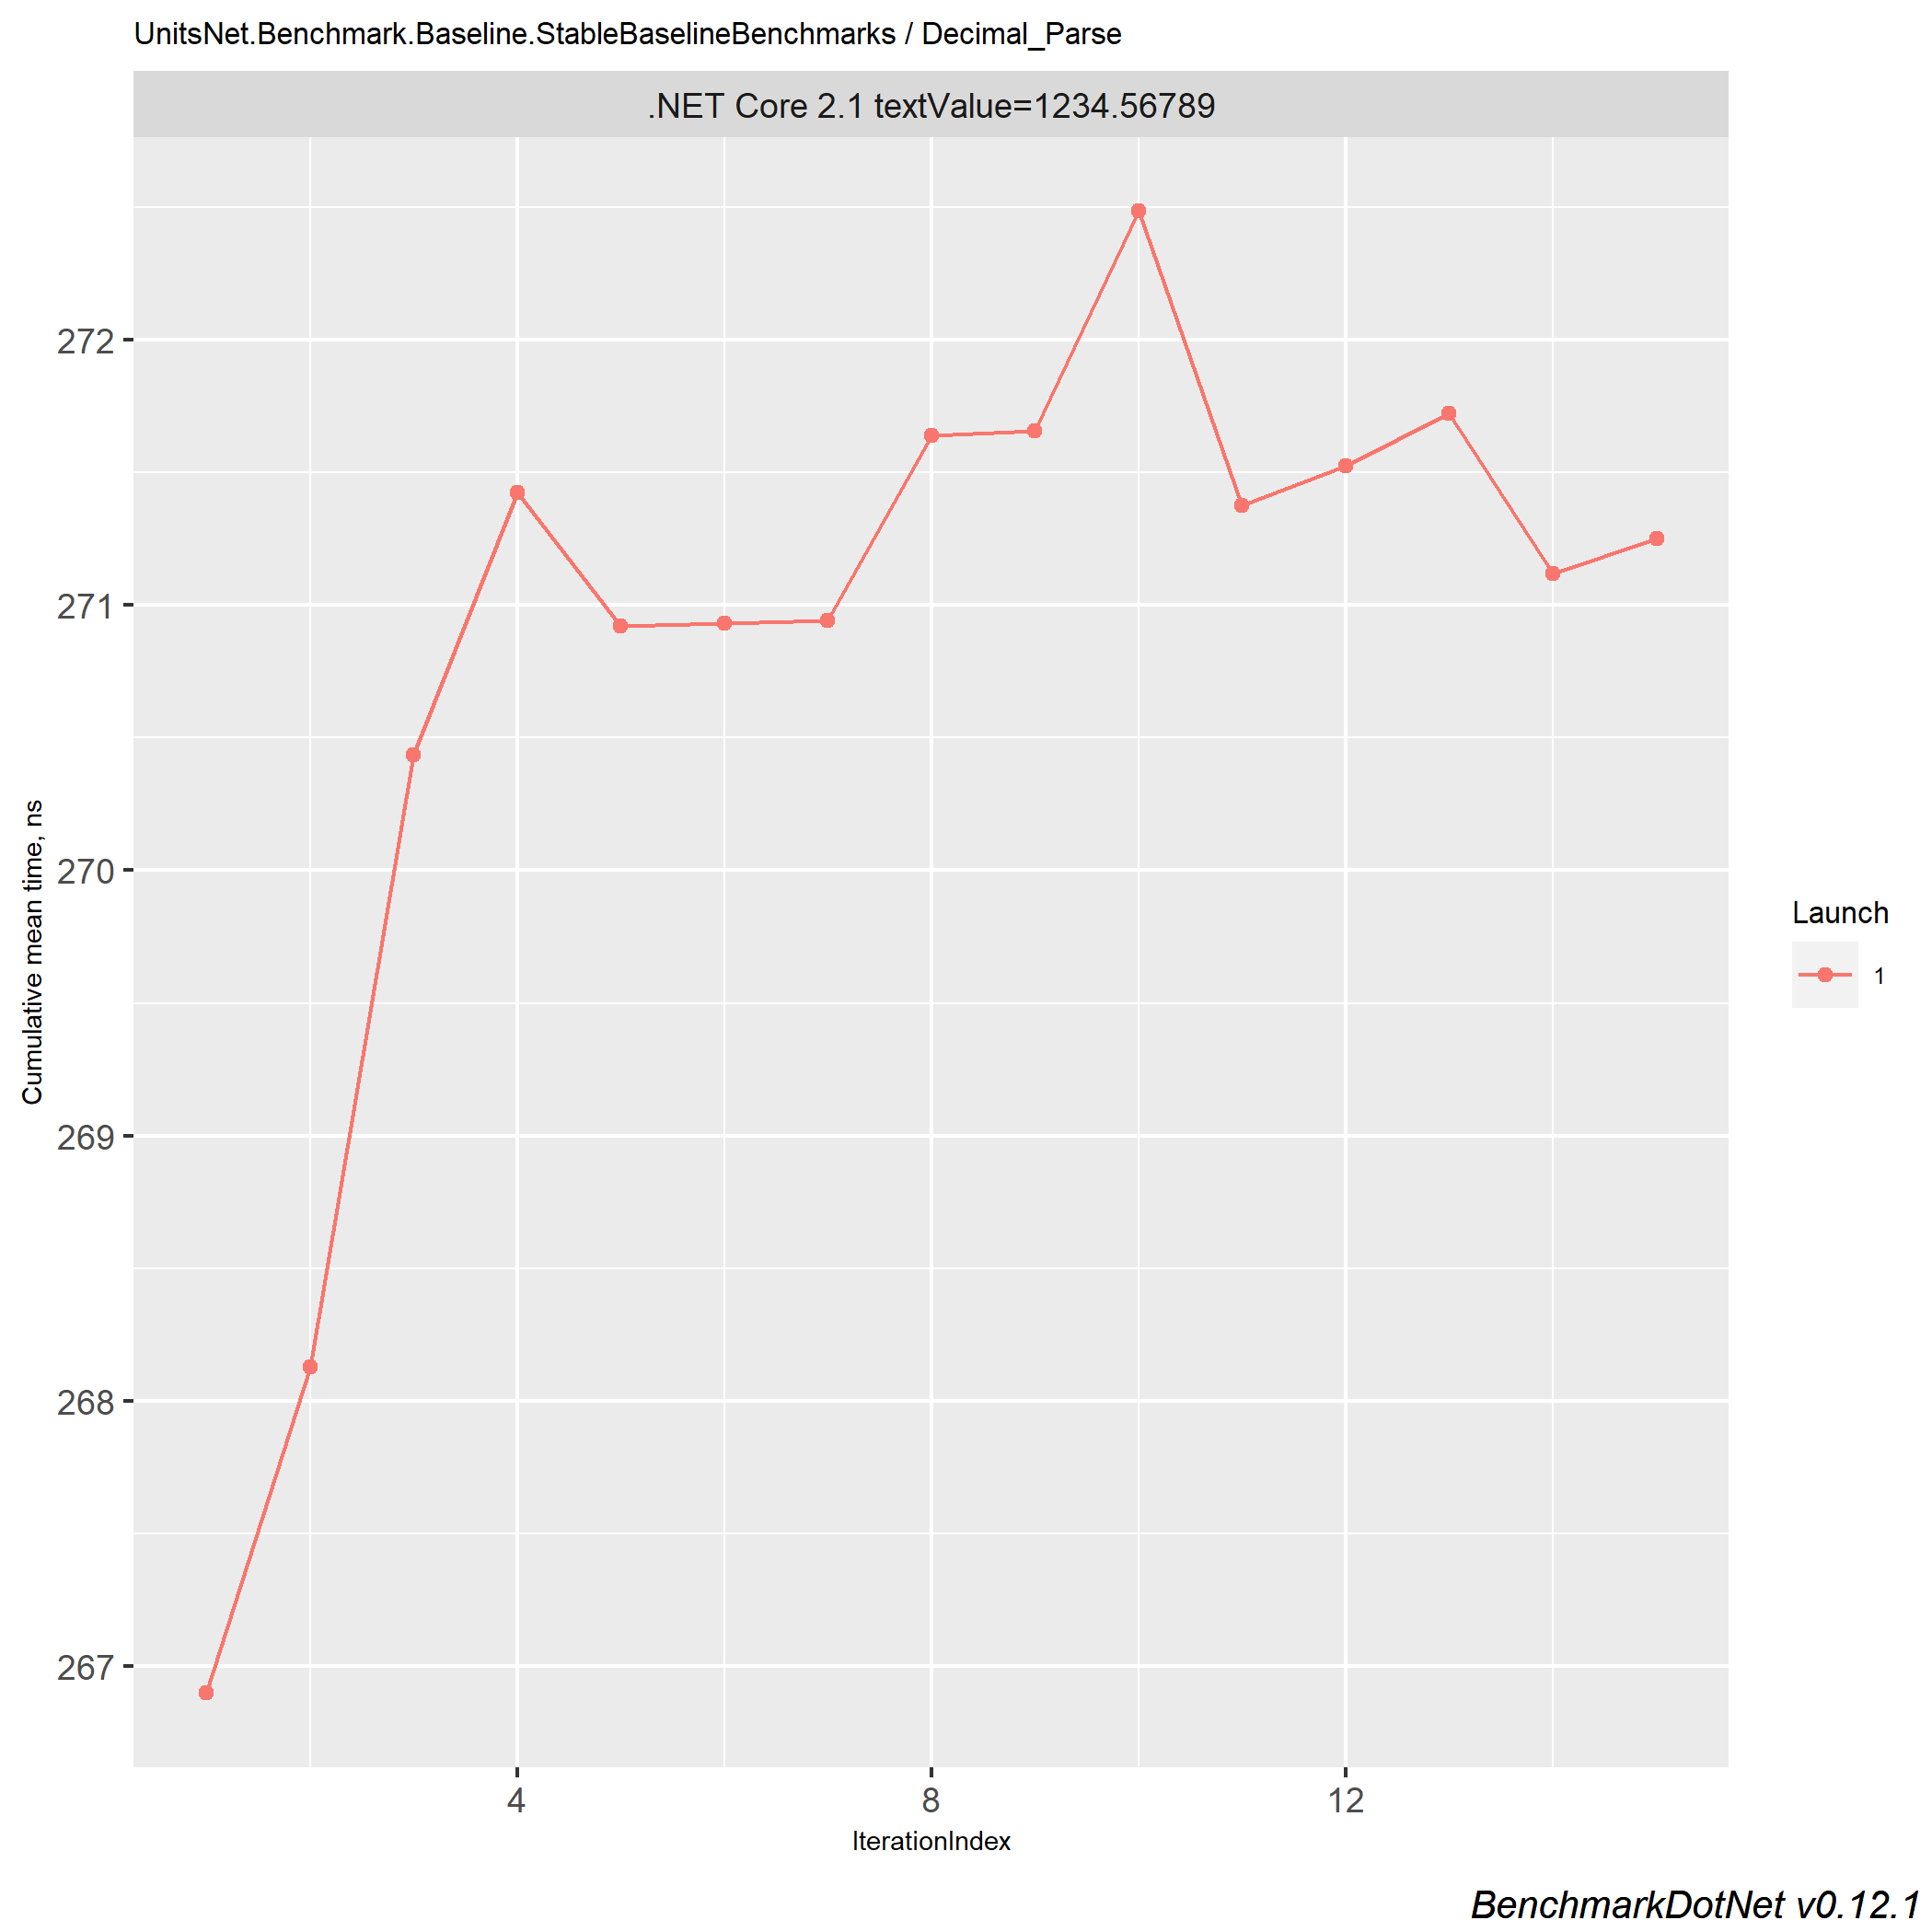 UnitsNet.Benchmark.Baseline.StableBaselineBenchmarks / Decimal_Parse
.NET Core 2.1 textValue=1234.56789
Cumulative mean time, ns
272
271
270
269
268
267
4 8 12
IterationIndex
Launch
1
BenchmarkDotNet v0.12.1